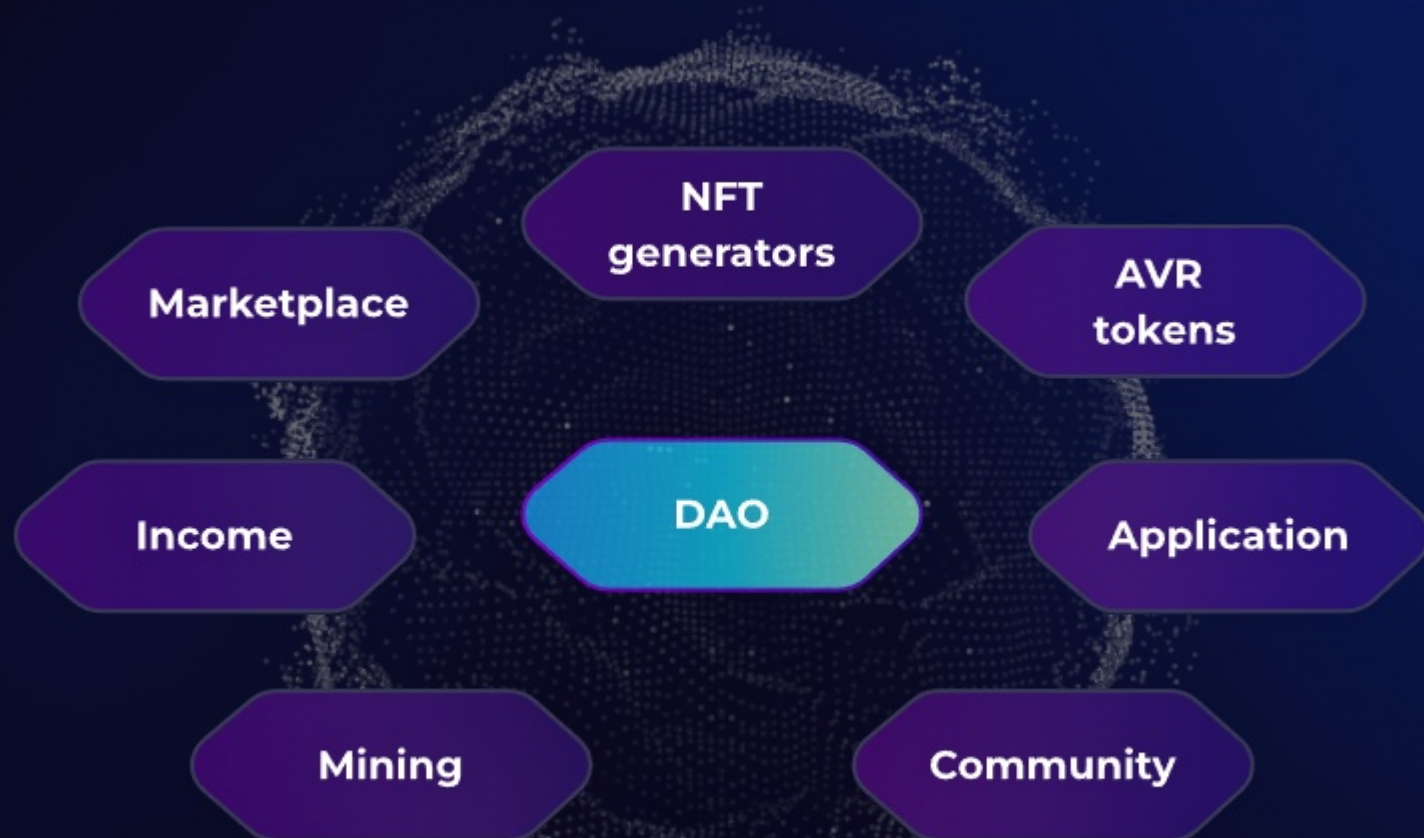 NFT
generators
Marketplace
AVR
tokens
Income
DAO
Application
Mining
Community